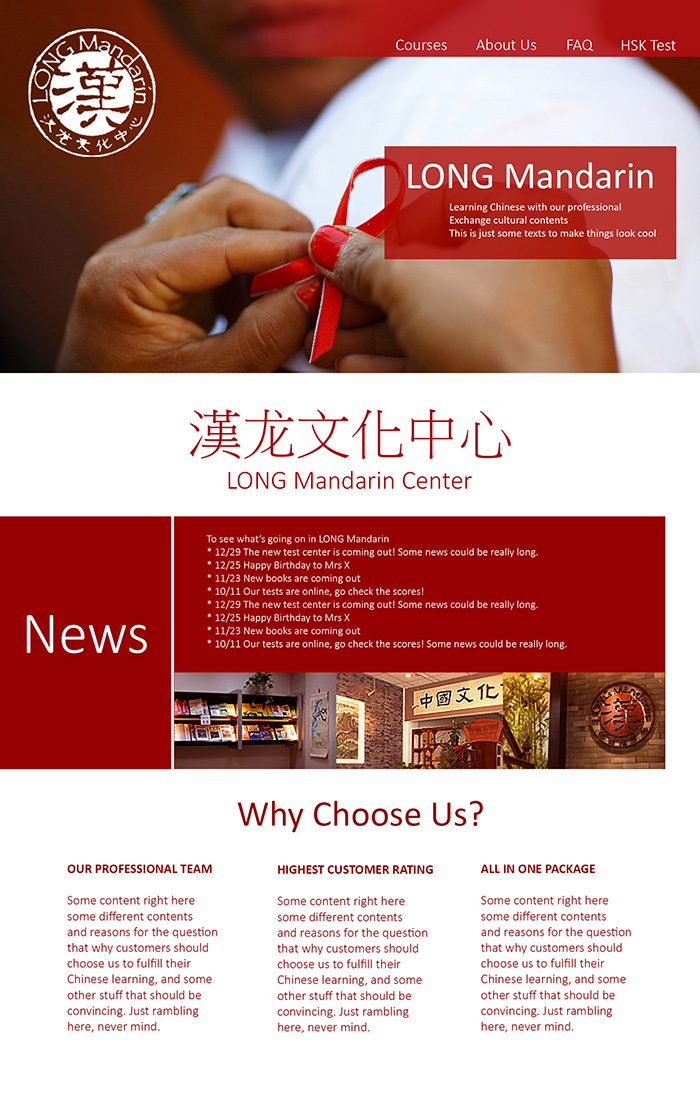 LONG Mandarin
漢
汉龙文化中心
Courses About Us FAQ HSK Test
LONG Mandarin
Learning Chinese with our professional
Exchange cultural contents
This is just some texts to make things look cool
漢龙文化中心
LONG Mandarin Center
News
To see what's going on in LONG Mandarin
* 12/29 The new test center is coming out! Some news could be really long.
* 12/25 Happy Birthday to Mrs X
* 11/23 New books are coming out
* 10/11 Our tests are online, go check the scores!
* 12/29 The new test center is coming out! Some news could be really long.
* 12/25 Happy Birthday to Mrs X
* 11/23 New books are coming out
* 10/11 Our tests are online, go check the scores! Some news could be really long.
中國文化
漢
Why Choose Us?
OUR PROFESSIONAL TEAM
Some content right here
some different contents
and reasons for the question
that why customers should
choose us to fulfill their
Chinese learning, and some
other stuff that should be
convincing. Just rambling
here, never mind.
HIGHEST CUSTOMER RATING
Some content right here
some different contents
and reasons for the question
that why customers should
choose us to fulfill their
Chinese learning, and some
other stuff that should be
convincing. Just rambling
here, never mind.
ALL IN ONE PACKAGE
Some content right here
some different contents
and reasons for the question
that why customers should
choose us to fulfill their
Chinese learning, and some
other stuff that should be
convincing. Just rambling
here, never mind.